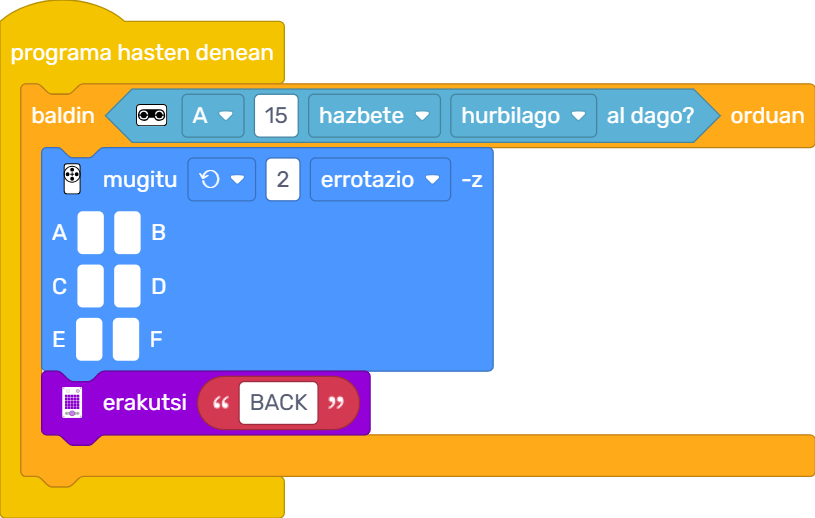 programa hasten denean
baldin A 15 hazbete hurbilago al dago? orduan
mugitu 2 errotazio -z
A B
C D
E F
erakutsi “ BACK ”